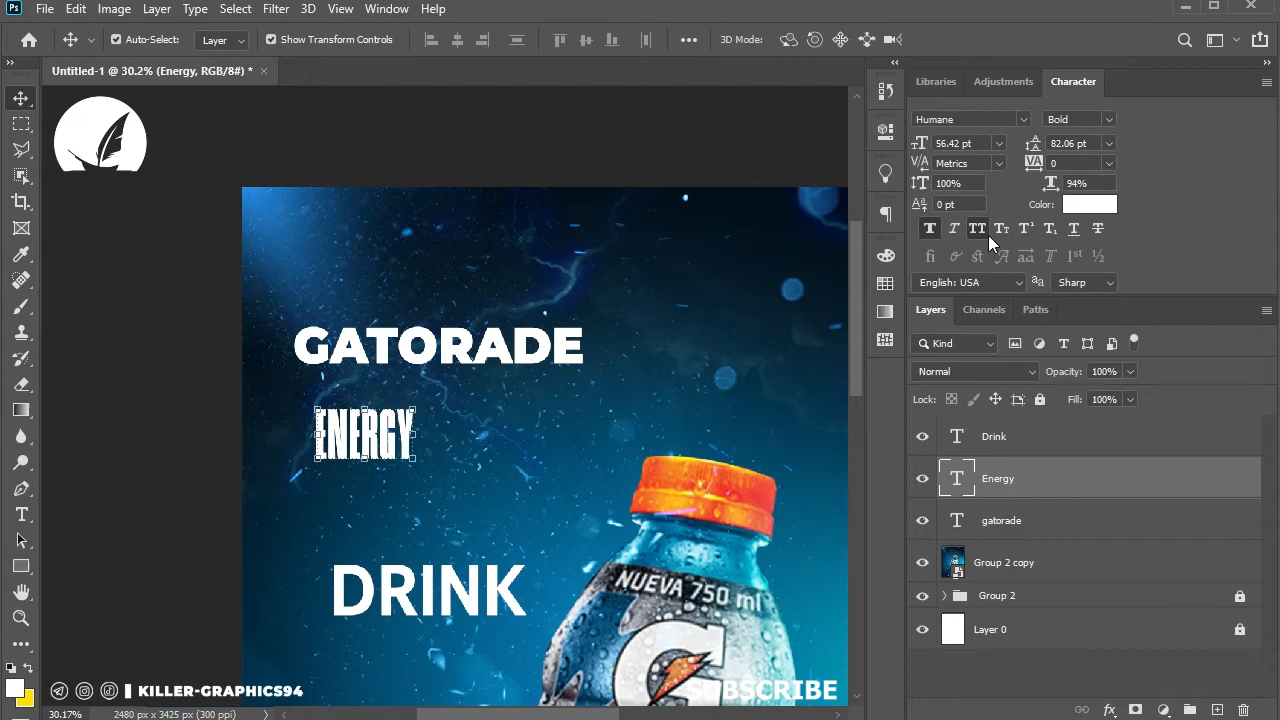 Ps File Edit Image Layer Type Select Filter 3D View Window Help
Auto-Select: Layer Show Transform Controls 3D Mode:
Untitled-1 @ 30.2% (Energy, RGB/8#) *
Libraries Adjustments Character
Humane Bold
56.42 pt 82.06 pt
Metrics 0
100% 94%
0 pt Color:
English: USA Sharp
Layers Channels Paths
Kind
Normal Opacity: 100%
Lock: Fill: 100%
Drink
Energy
gatorade
Group 2 copy
Group 2
Layer 0
GATORADE
ENERGY
DRINK
NUEVA 750 ml
G
KILLER-GRAPHICS94
SUBSCRIBE
30.17% 2480 px x 3425 px (300 ppi)